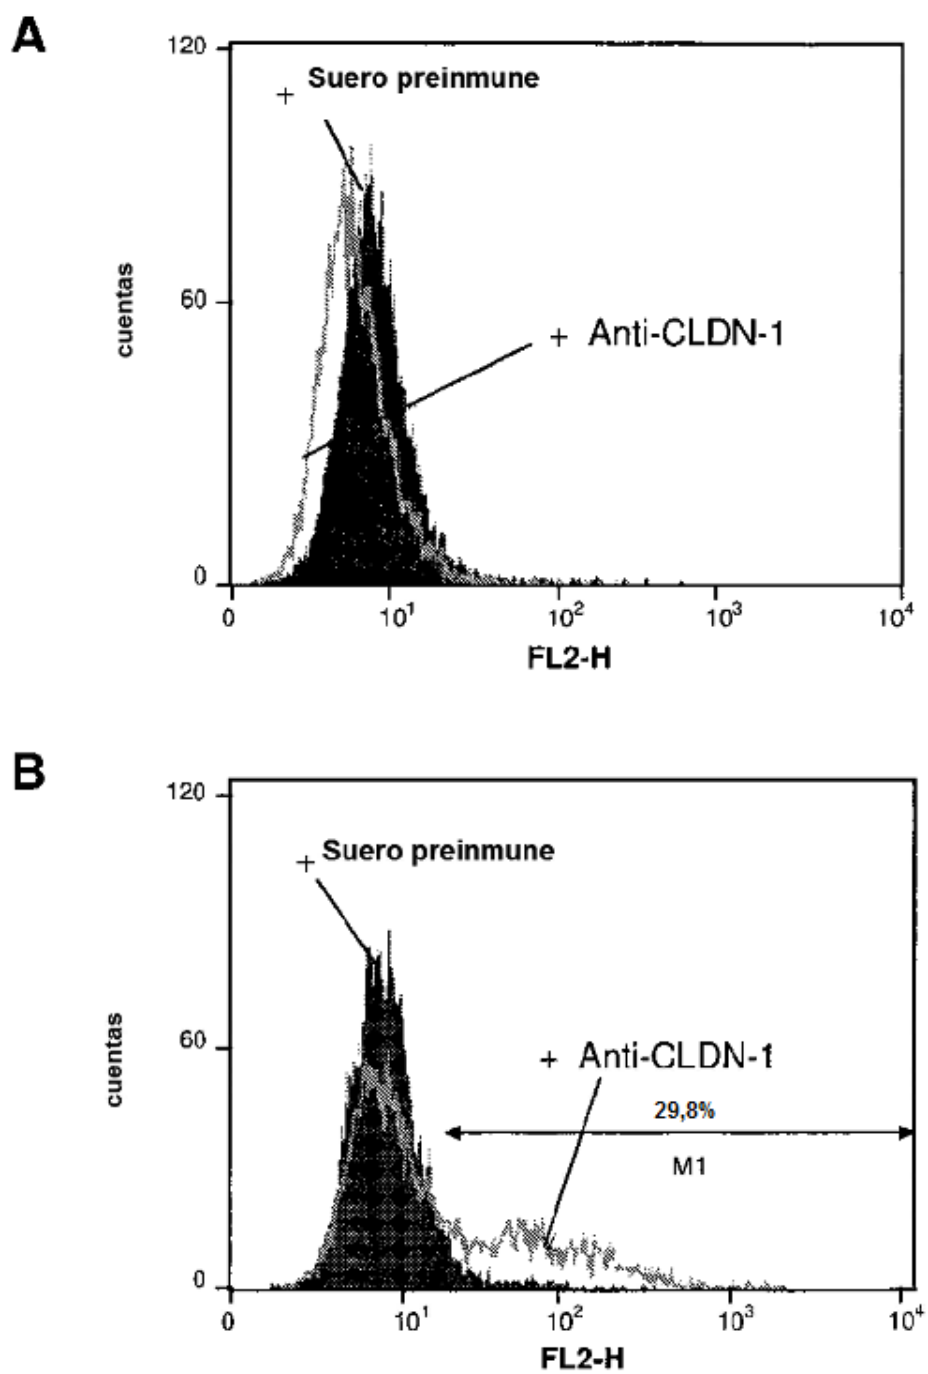 A
120
+ Suero preinmune
cuentas
60
+ Anti-CLDN-1
0
0 10¹ 10² 10³ 10⁴
FL2-H
B
120
+ Suero preinmune
cuentas
60
+ Anti-CLDN-1
29,8%
M1
0
0 10¹ 10² 10³ 10⁴
FL2-H